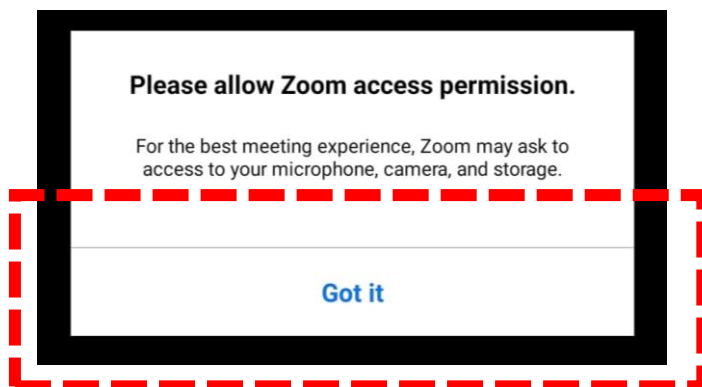 Please allow Zoom access permission.
For the best meeting experience, Zoom may ask to
access to your microphone, camera, and storage.
Got it